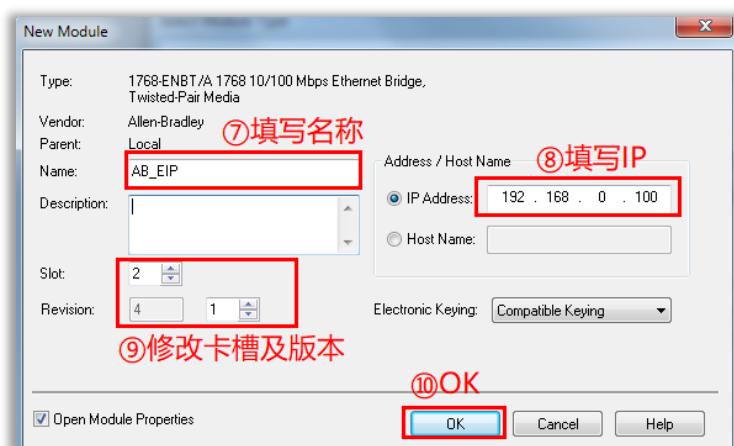 New Module
Type: 1768-ENBT/A 1768 10/100 Mbps Ethernet Bridge,
Twisted-Pair Media
Vendor: Allen-Bradley
Parent: Local
⑦填写名称
Name: AB_EIP
Address / Host Name
⑧填写IP
IP Address: 192 . 168 . 0 . 100
Description:
Host Name:
Slot: 2
Revision: 4 1
Electronic Keying: Compatible Keying
⑨修改卡槽及版本
⑩OK
Open Module Properties
OK Cancel Help